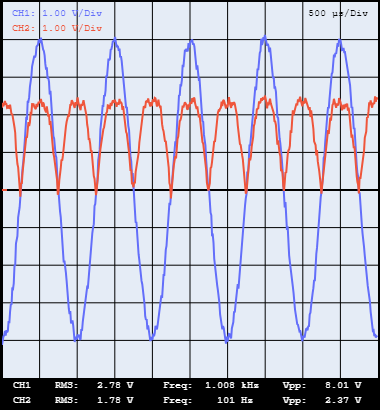 CH1: 1.00 V/Div 500 µs/Div
CH2: 1.00 V/Div
CH1 RMS: 2.78 V Freq: 1.008 kHz Vpp: 8.01 V
CH2 RMS: 1.78 V Freq: 101 Hz Vpp: 2.37 V